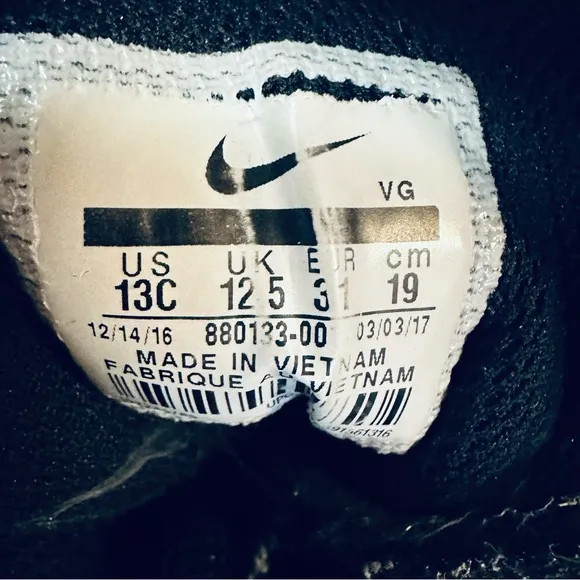 VG
US UK EUR cm
13C 12 5 31 19
12/14/16 880133-00 03/03/17
MADE IN VIETNAM
FABRIQUE AU VIETNAM
91561316